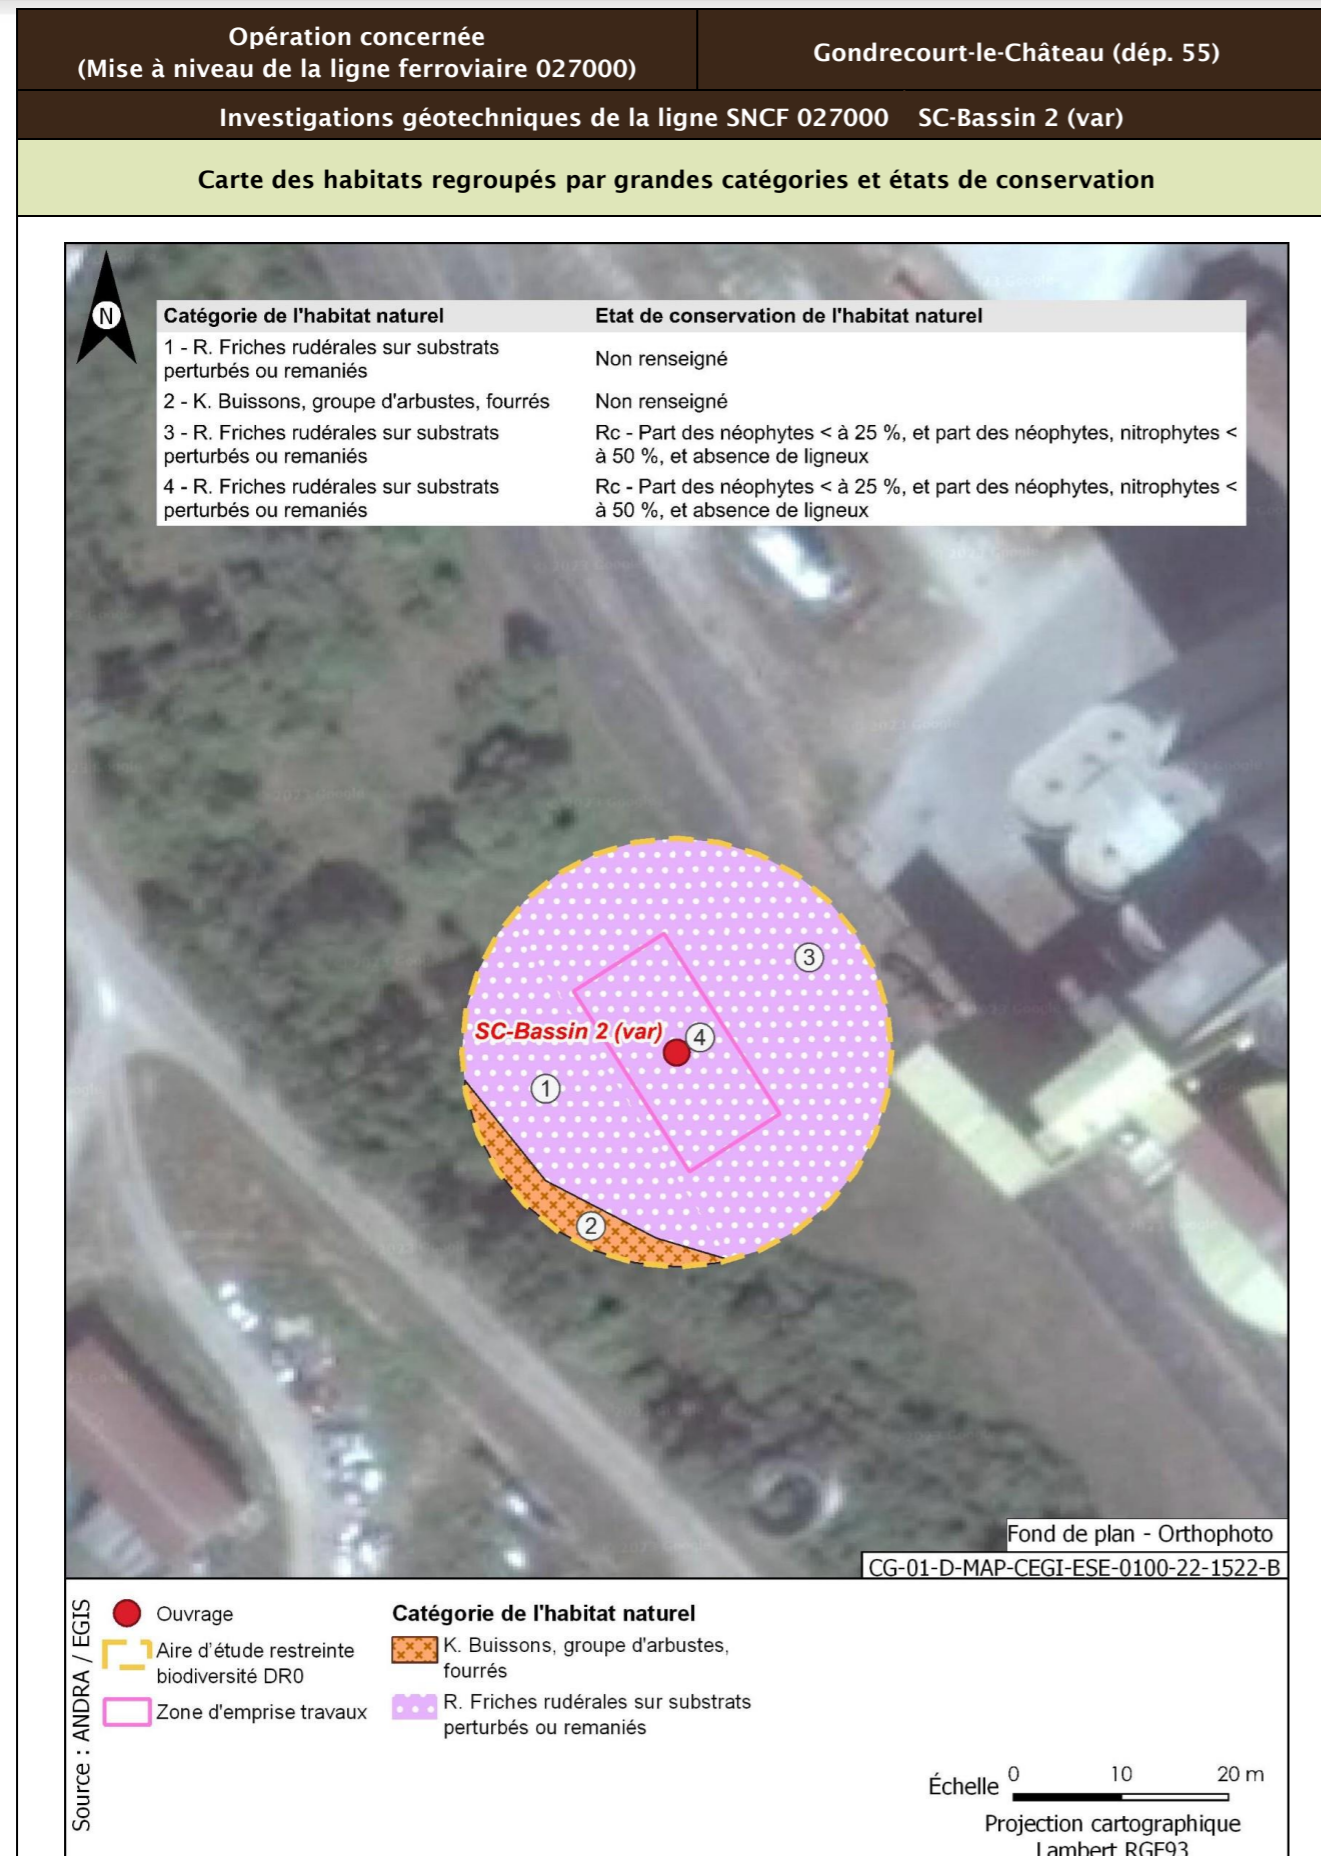 Opération concernée
(Mise à niveau de la ligne ferroviaire 027000)
Gondrecourt-le-Château (dép. 55)
Investigations géotechniques de la ligne SNCF 027000 SC-Bassin 2 (var)
Carte des habitats regroupés par grandes catégories et états de conservation
N
Catégorie de l'habitat naturel
Etat de conservation de l'habitat naturel
1 - R. Friches rudérales sur substrats
perturbés ou remaniés
Non renseigné
2 - K. Buissons, groupe d'arbustes, fourrés
Non renseigné
3 - R. Friches rudérales sur substrats
perturbés ou remaniés
Rc - Part des néophytes < à 25 %, et part des néophytes, nitrophytes <
à 50 %, et absence de ligneux
4 - R. Friches rudérales sur substrats
perturbés ou remaniés
Rc - Part des néophytes < à 25 %, et part des néophytes, nitrophytes <
à 50 %, et absence de ligneux
3
SC-Bassin 2 (var)
4
1
2
Fond de plan - Orthophoto
CG-01-D-MAP-CEGI-ESE-0100-22-1522-B
Source : ANDRA / EGIS
Ouvrage
Aire d'étude restreinte
biodiversité DR0
Zone d'emprise travaux
Catégorie de l'habitat naturel
K. Buissons, groupe d'arbustes,
fourrés
R. Friches rudérales sur substrats
perturbés ou remaniés
Échelle
0 10 20 m
Projection cartographique
Lambert RGF93